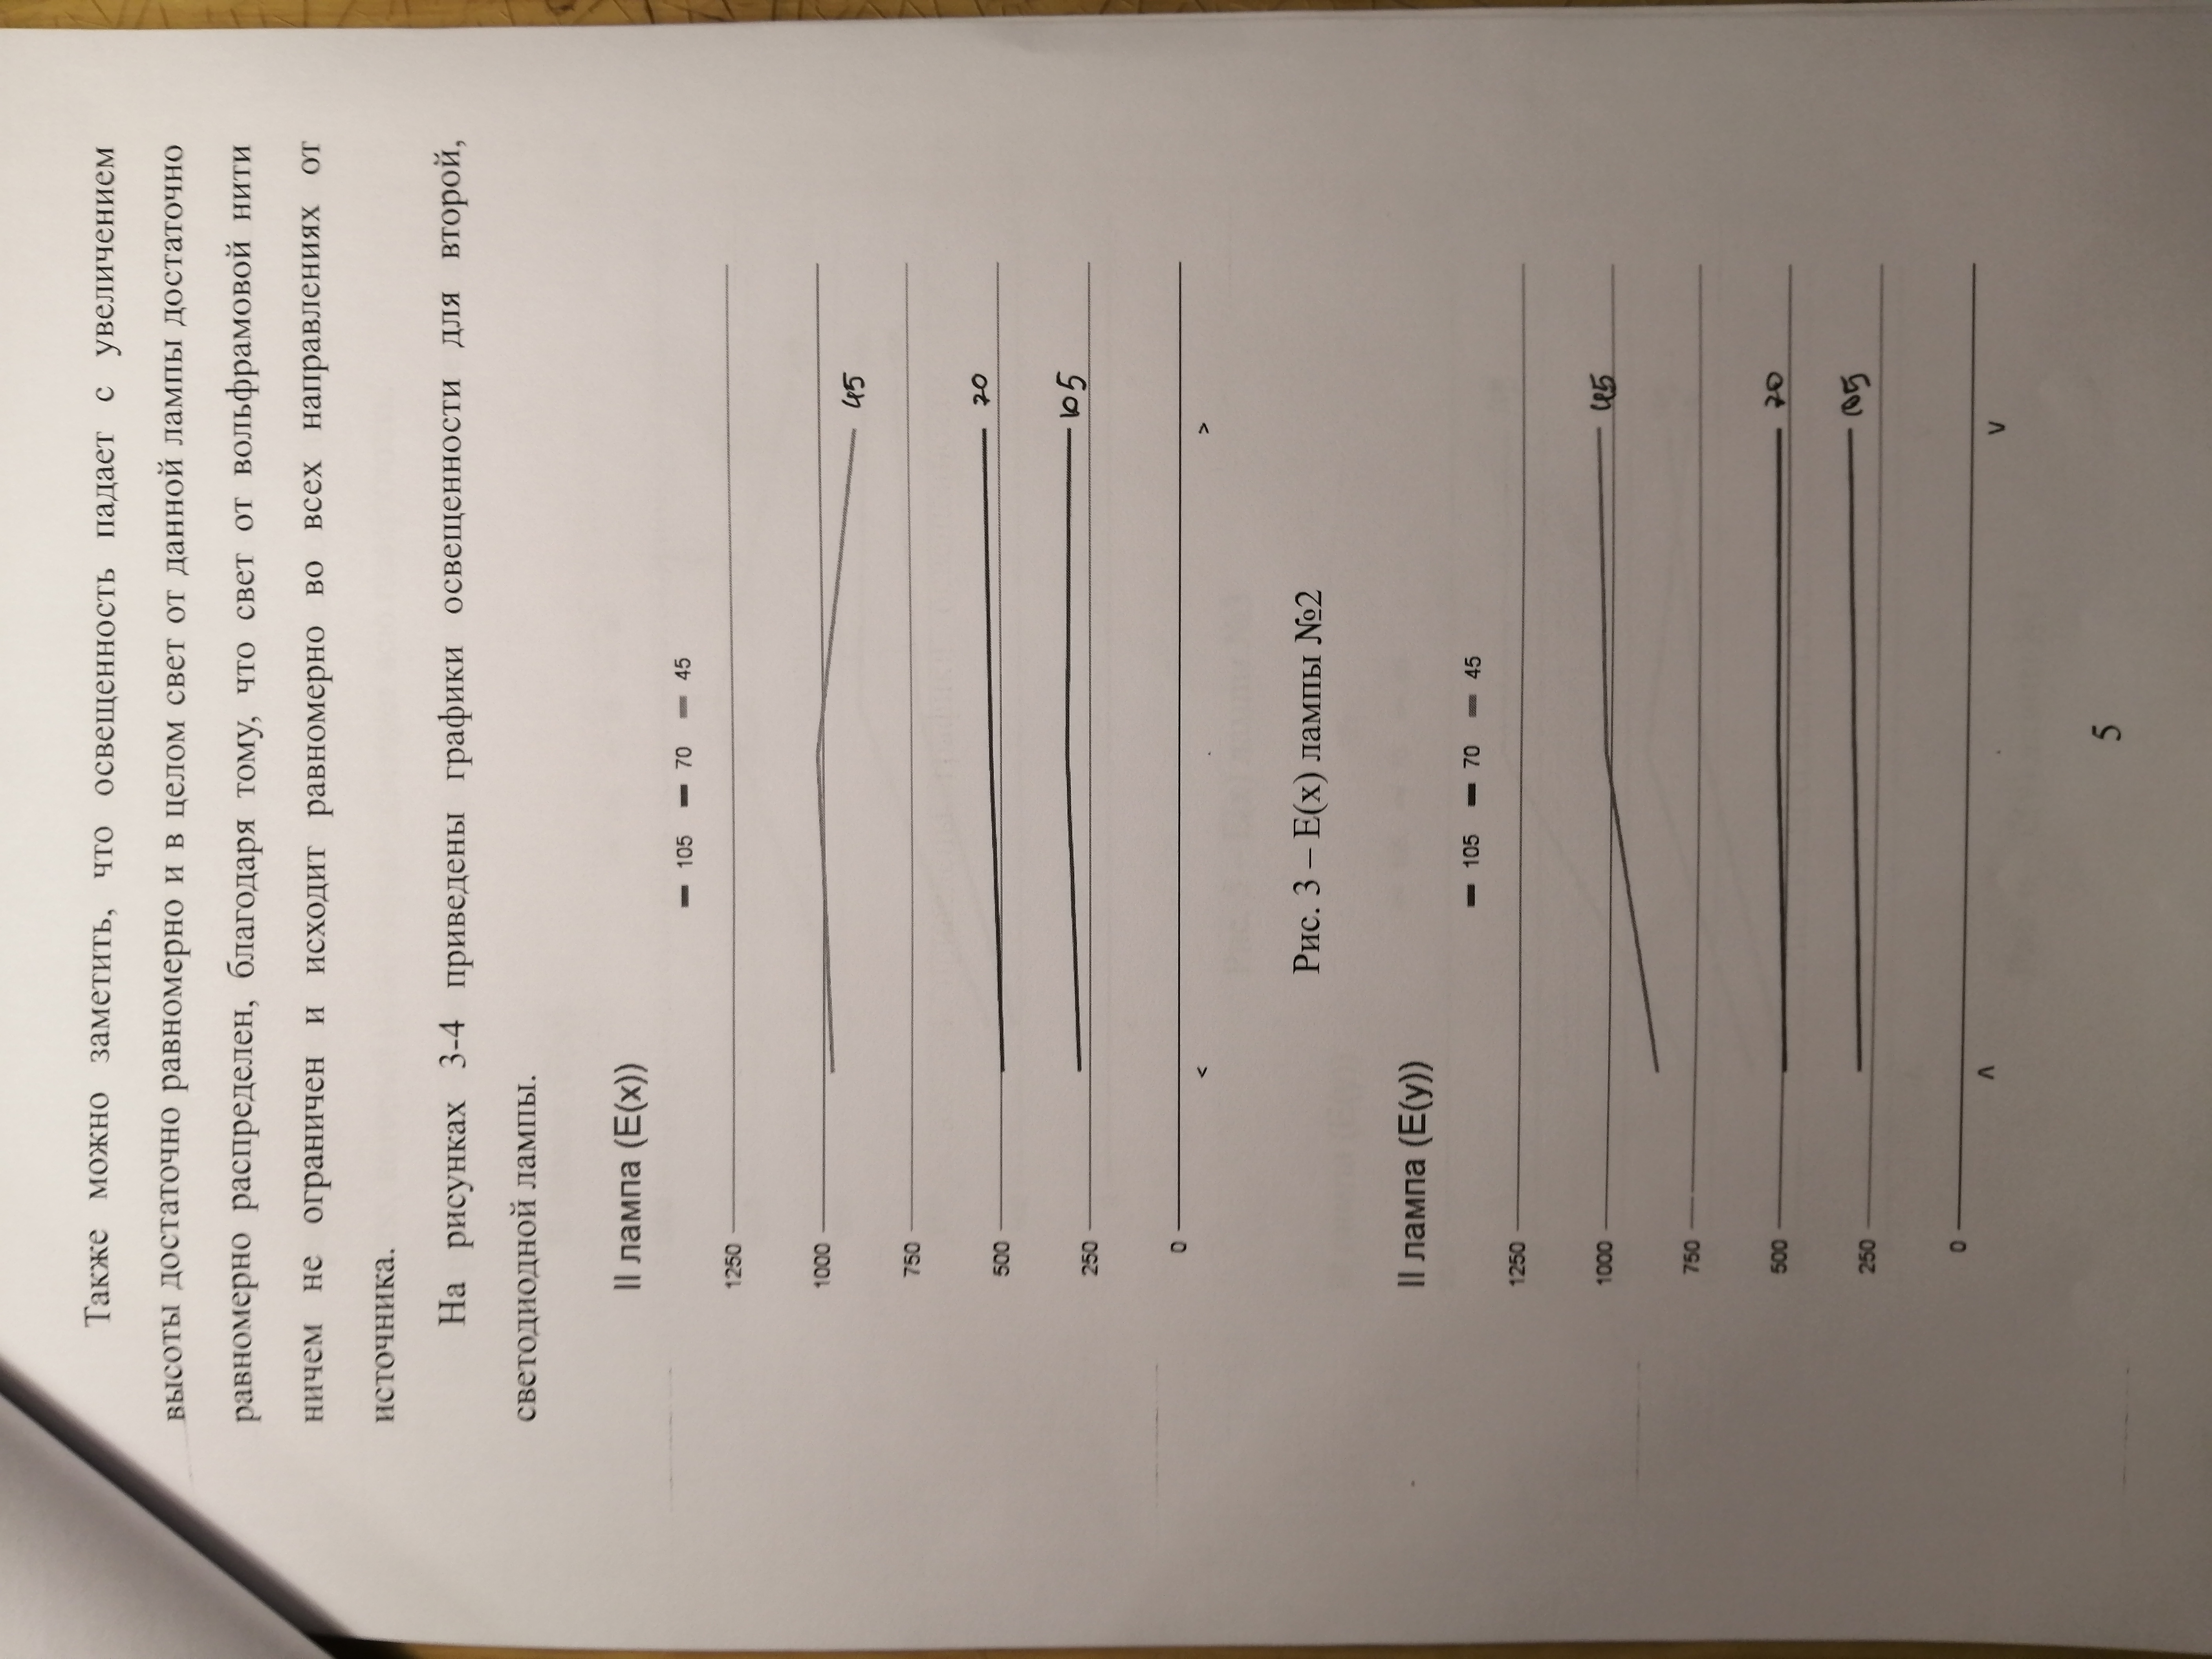 Также можно заметить, что освещенность падает с увеличением
высоты достаточно равномерно и в целом свет от данной лампы достаточно
равномерно распределен, благодаря тому, что свет от вольфрамовой нити
ничем не ограничен и исходит равномерно во всех направлениях от
источника.
На рисунках 3-4 приведены графики освещенности для второй,
светодиодной лампы.
II лампа (E(x))
105 70 45
1250
1000
45
750
500
70
250
105
0
< . >
Рис. 3 – E(x) лампы №2
II лампа (E(y))
105 70 45
1250
1000
45
750
500
70
250
105
0
ʌ . v
5